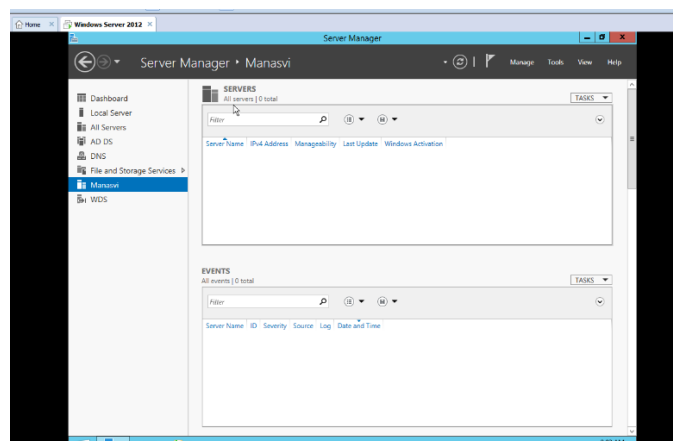 Home × Windows Server 2012 ×
Server Manager
Server Manager • Manasvi
Manage Tools View Help
Dashboard
Local Server
All Servers
AD DS
DNS
File and Storage Services
Manasvi
WDS
SERVERS
All servers | 0 total
TASKS
Filter
Server Name IPv4 Address Manageability Last Update Windows Activation
EVENTS
All events | 0 total
TASKS
Filter
Server Name ID Severity Source Log Date and Time